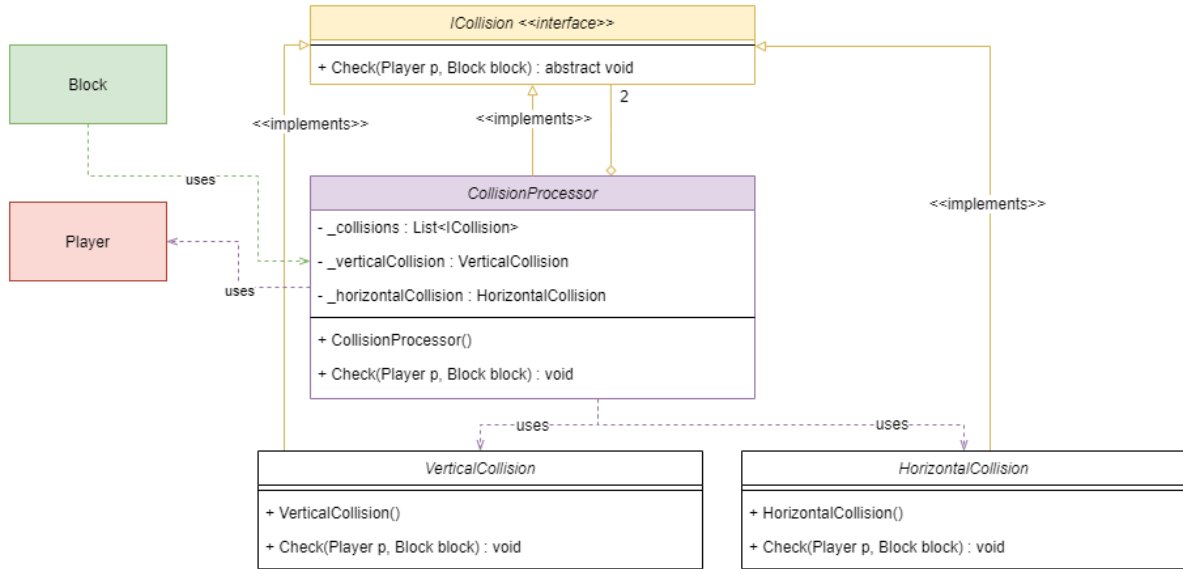 ICollision <<interface>>
+ Check(Player p, Block block) : abstract void
Block
2
<<implements>>
<<implements>>
uses
CollisionProcessor
<<implements>>
- _collisions : List<ICollision>
Player
- _verticalCollision : VerticalCollision
uses
- _horizontalCollision : HorizontalCollision
+ CollisionProcessor()
+ Check(Player p, Block block) : void
uses
uses
VerticalCollision
+ VerticalCollision()
+ Check(Player p, Block block) : void
HorizontalCollision
+ HorizontalCollision()
+ Check(Player p, Block block) : void